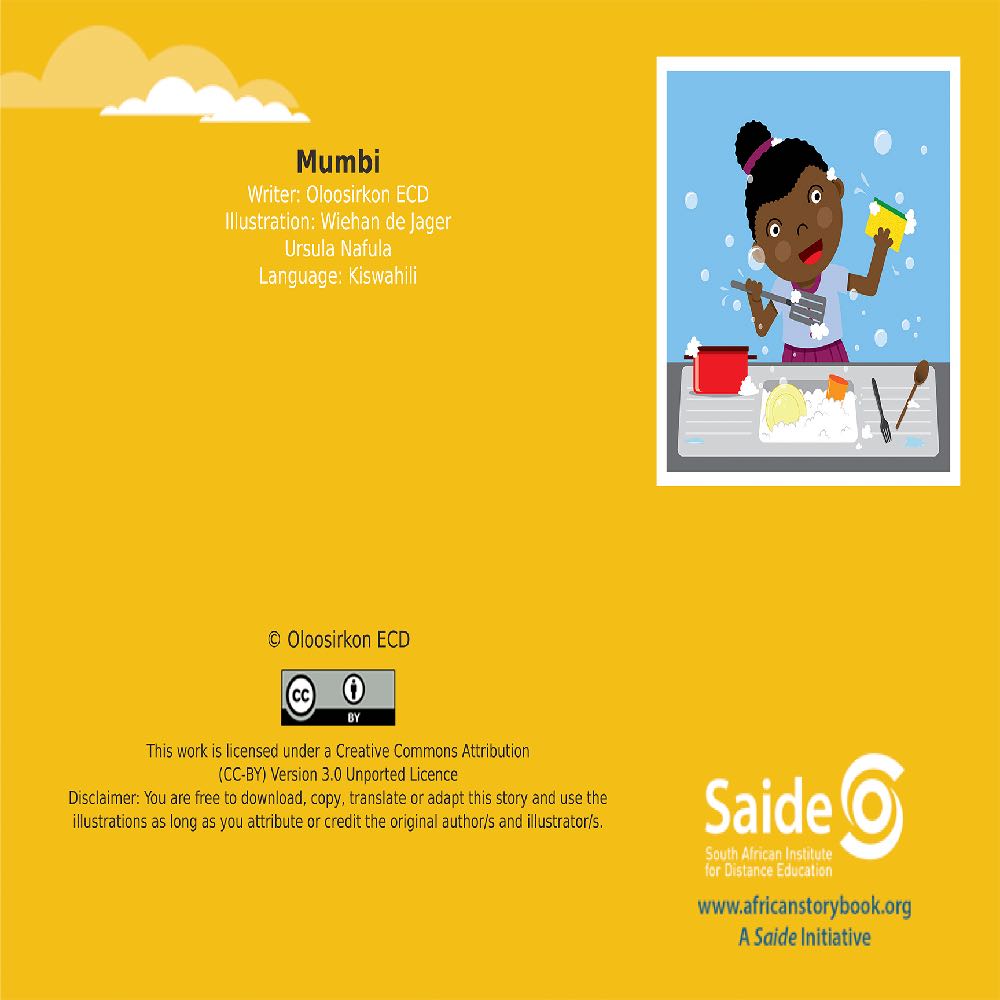 Mumbi
Writer: Oloosirkon ECD
Illustration: Wiehan de Jager
Ursula Nafula
Language: Kiswahili
© Oloosirkon ECD
cc
BY
This work is licensed under a Creative Commons Attribution
(CC-BY) Version 3.0 Unported Licence
Disclaimer: You are free to download, copy, translate or adapt this story and use the
illustrations as long as you attribute or credit the original author/s and illustrator/s.
Saide
South African Institute
for Distance Education
www.africanstorybook.org
A Saide Initiative